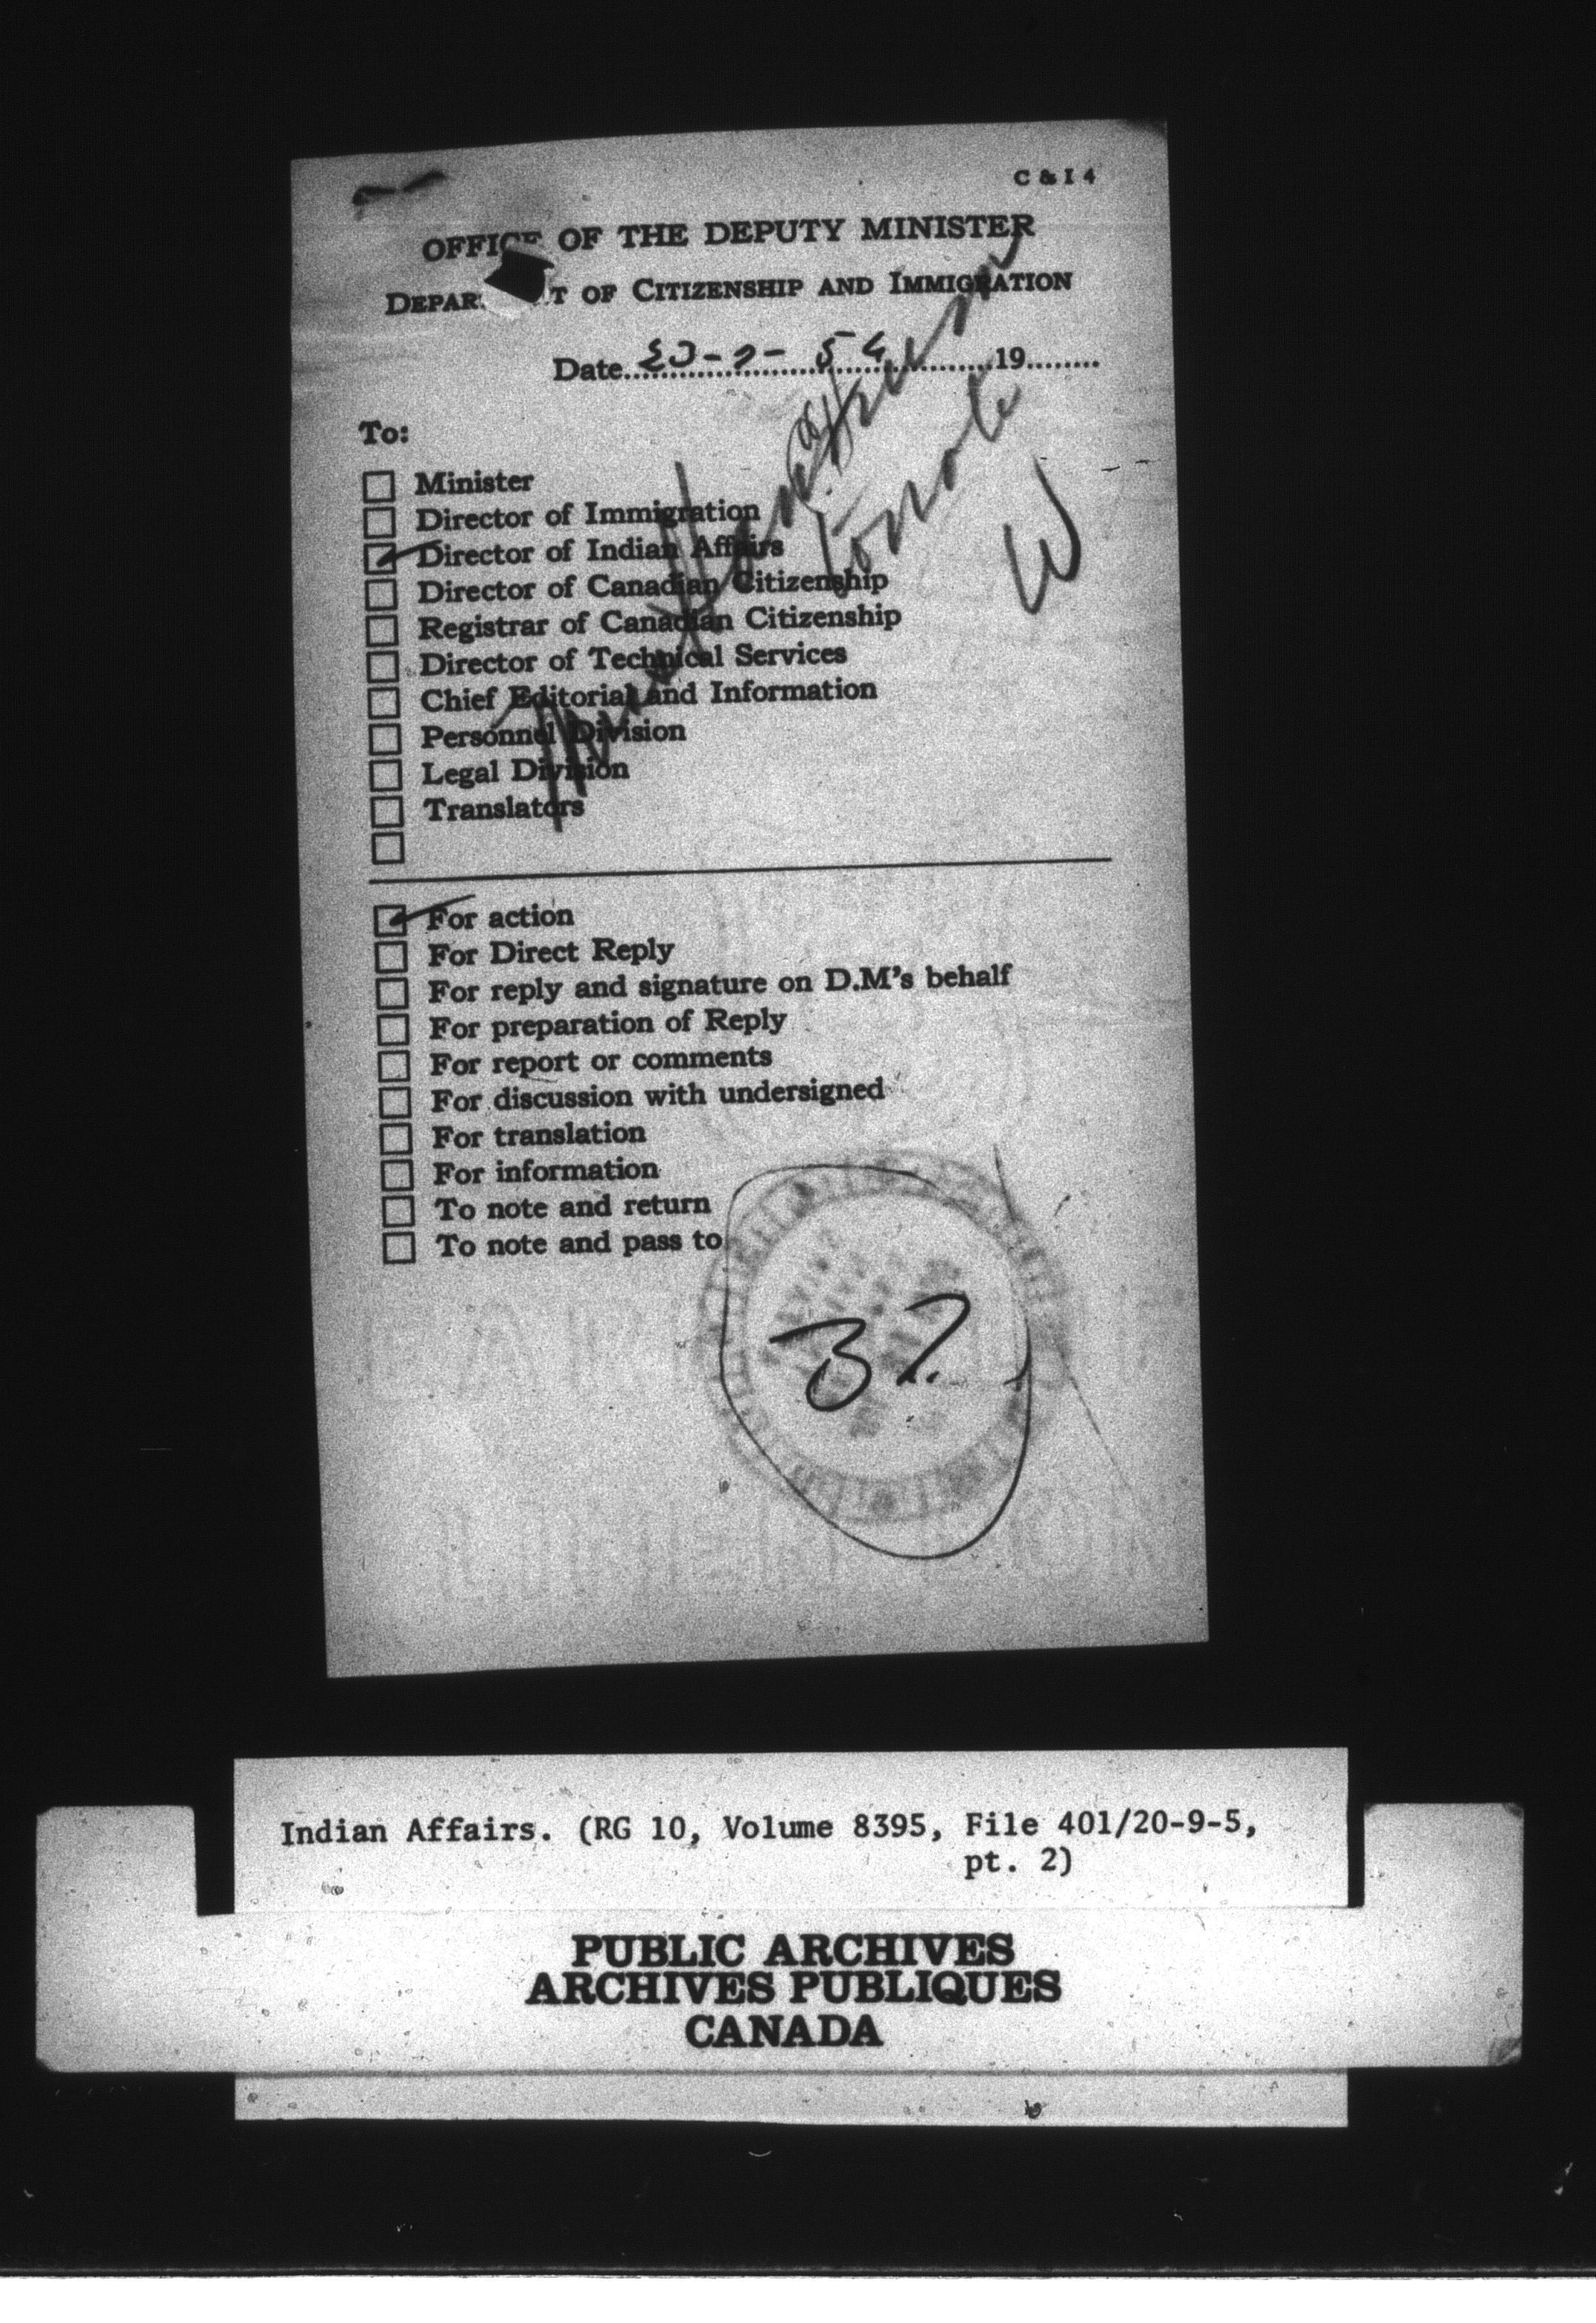 C & I 4
OFFICE OF THE DEPUTY MINISTER
DEPAR T OF CITIZENSHIP AND IMMIGRATION
Date 19
To:
Minister
Director of Immigration
Director of Indian Affairs
Director of Canadian Citizenship
Registrar of Canadian Citizenship
Director of Technical Services
Chief Editorial and Information
Personnel Division
Legal Division
Translators
to note
W
For action
For Direct Reply
For reply and signature on D.M's behalf
For preparation of Reply
For report or comments
For discussion with undersigned
For translation
For information
To note and return
To note and pass to
Indian Affairs. (RG 10, Volume 8395, File 401/20-9-5,
pt. 2)
PUBLIC ARCHIVES
ARCHIVES PUBLIQUES
CANADA